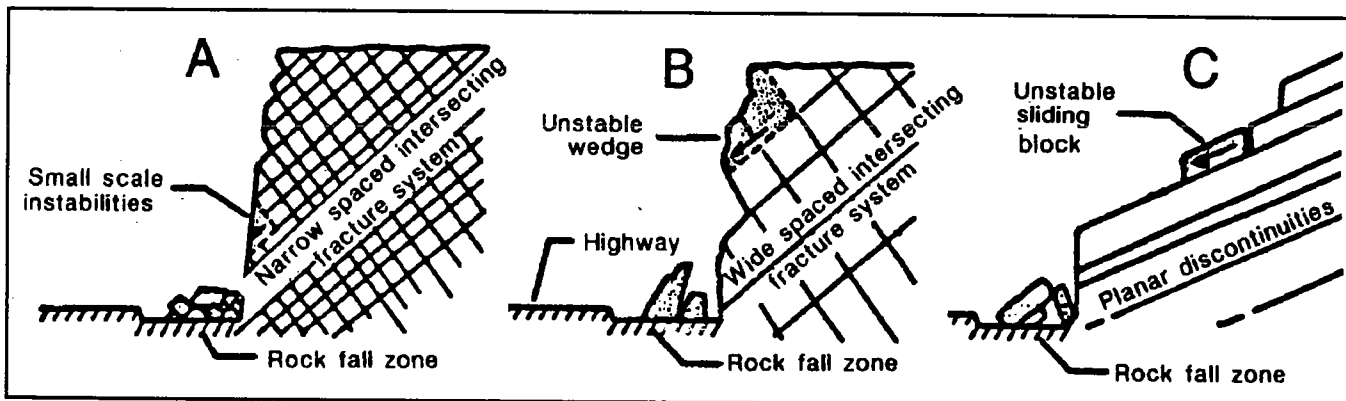 A
Small scale
instabilities
Narrow spaced intersecting
fracture system
Rock fall zone
B
Unstable
wedge
Highway
Wide spaced intersecting
fracture system
Rock fall zone
C
Unstable
sliding
block
Planar discontinuities
Rock fall zone